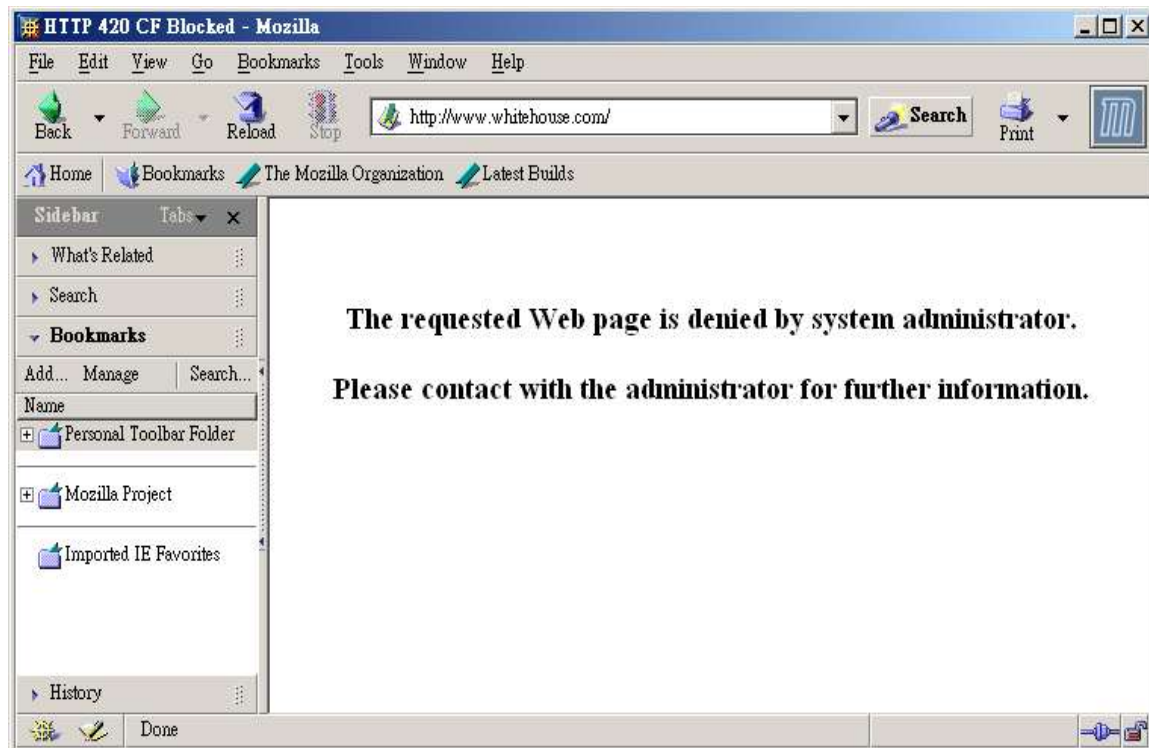 HTTP 420 CF Blocked - Mozilla
File Edit View Go Bookmarks Tools Window Help
Back Forward Reload Stop http://www.whitehouse.com/ Search Print
Home Bookmarks The Mozilla Organization Latest Builds
Sidebar Tabs
What's Related
Search
Bookmarks
Add... Manage Search...
Name
Personal Toolbar Folder
Mozilla Project
Imported IE Favorites
History
The requested Web page is denied by system administrator.
Please contact with the administrator for further information.
Done